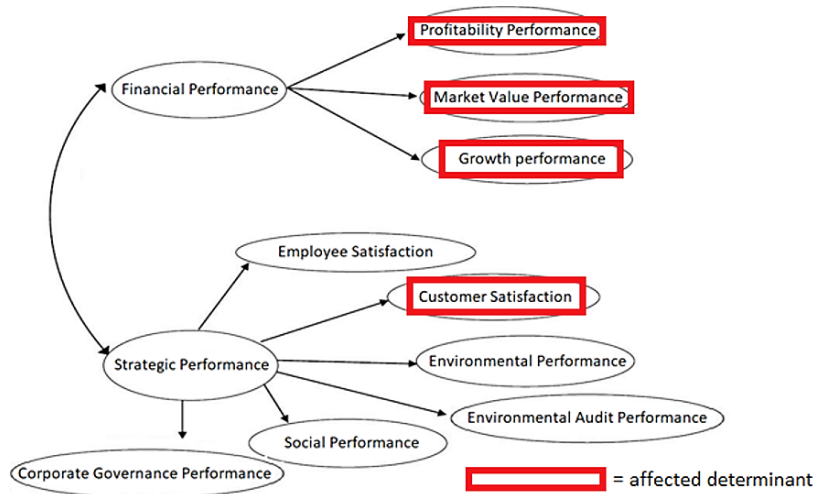 Profitability Performance
Financial Performance
Market Value Performance
Growth performance
Employee Satisfaction
Customer Satisfaction
Strategic Performance
Environmental Performance
Environmental Audit Performance
Social Performance
Corporate Governance Performance
= affected determinant